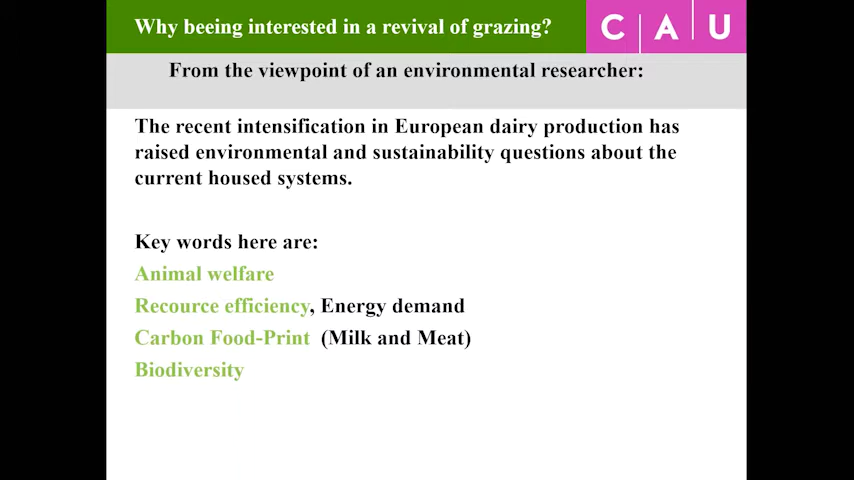 Why beeing interested in a revival of grazing?
C A U
From the viewpoint of an environmental researcher:
The recent intensification in European dairy production has
raised environmental and sustainability questions about the
current housed systems.
Key words here are:
Animal welfare
Recource efficiency, Energy demand
Carbon Food-Print (Milk and Meat)
Biodiversity